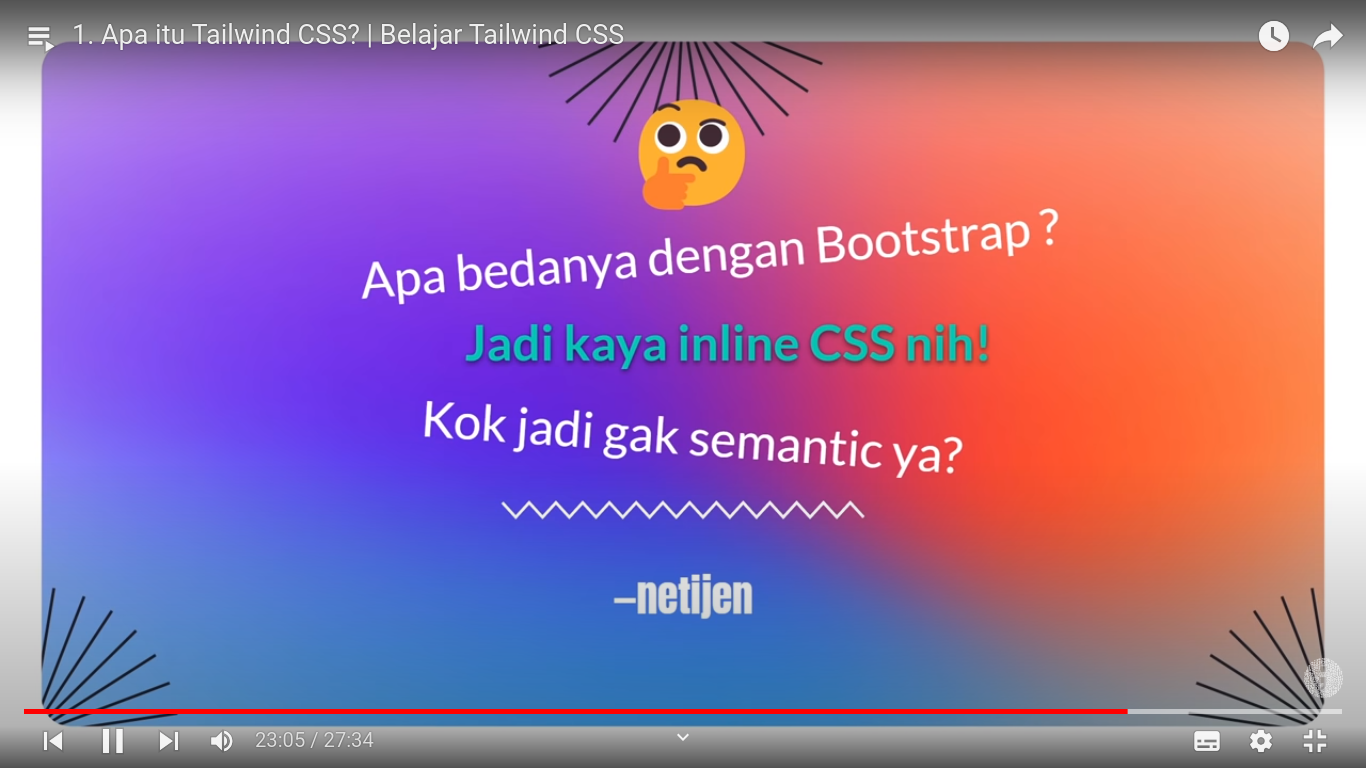 1. Apa itu Tailwind CSS? | Belajar Tailwind CSS
Apa bedanya dengan Bootstrap ?
Jadi kaya inline CSS nih!
Kok jadi gak semantic ya?
–netijen
23:05 / 27:34